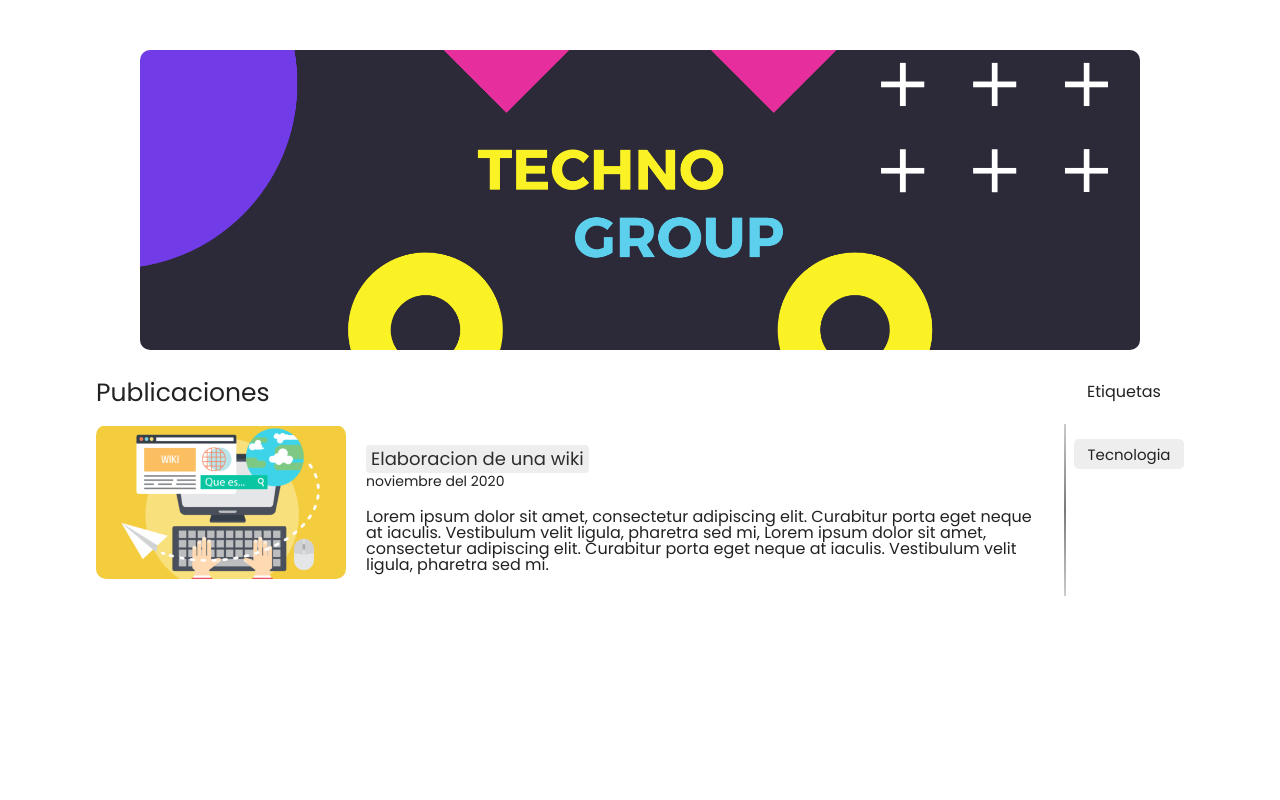 TECHNO
GROUP
Publicaciones
Etiquetas
WIKI
Que es...
Elaboracion de una wiki
noviembre del 2020
Lorem ipsum dolor sit amet, consectetur adipiscing elit. Curabitur porta eget neque
at iaculis. Vestibulum velit ligula, pharetra sed mi, Lorem ipsum dolor sit amet,
consectetur adipiscing elit. Curabitur porta eget neque at iaculis. Vestibulum velit
ligula, pharetra sed mi.
Tecnologia